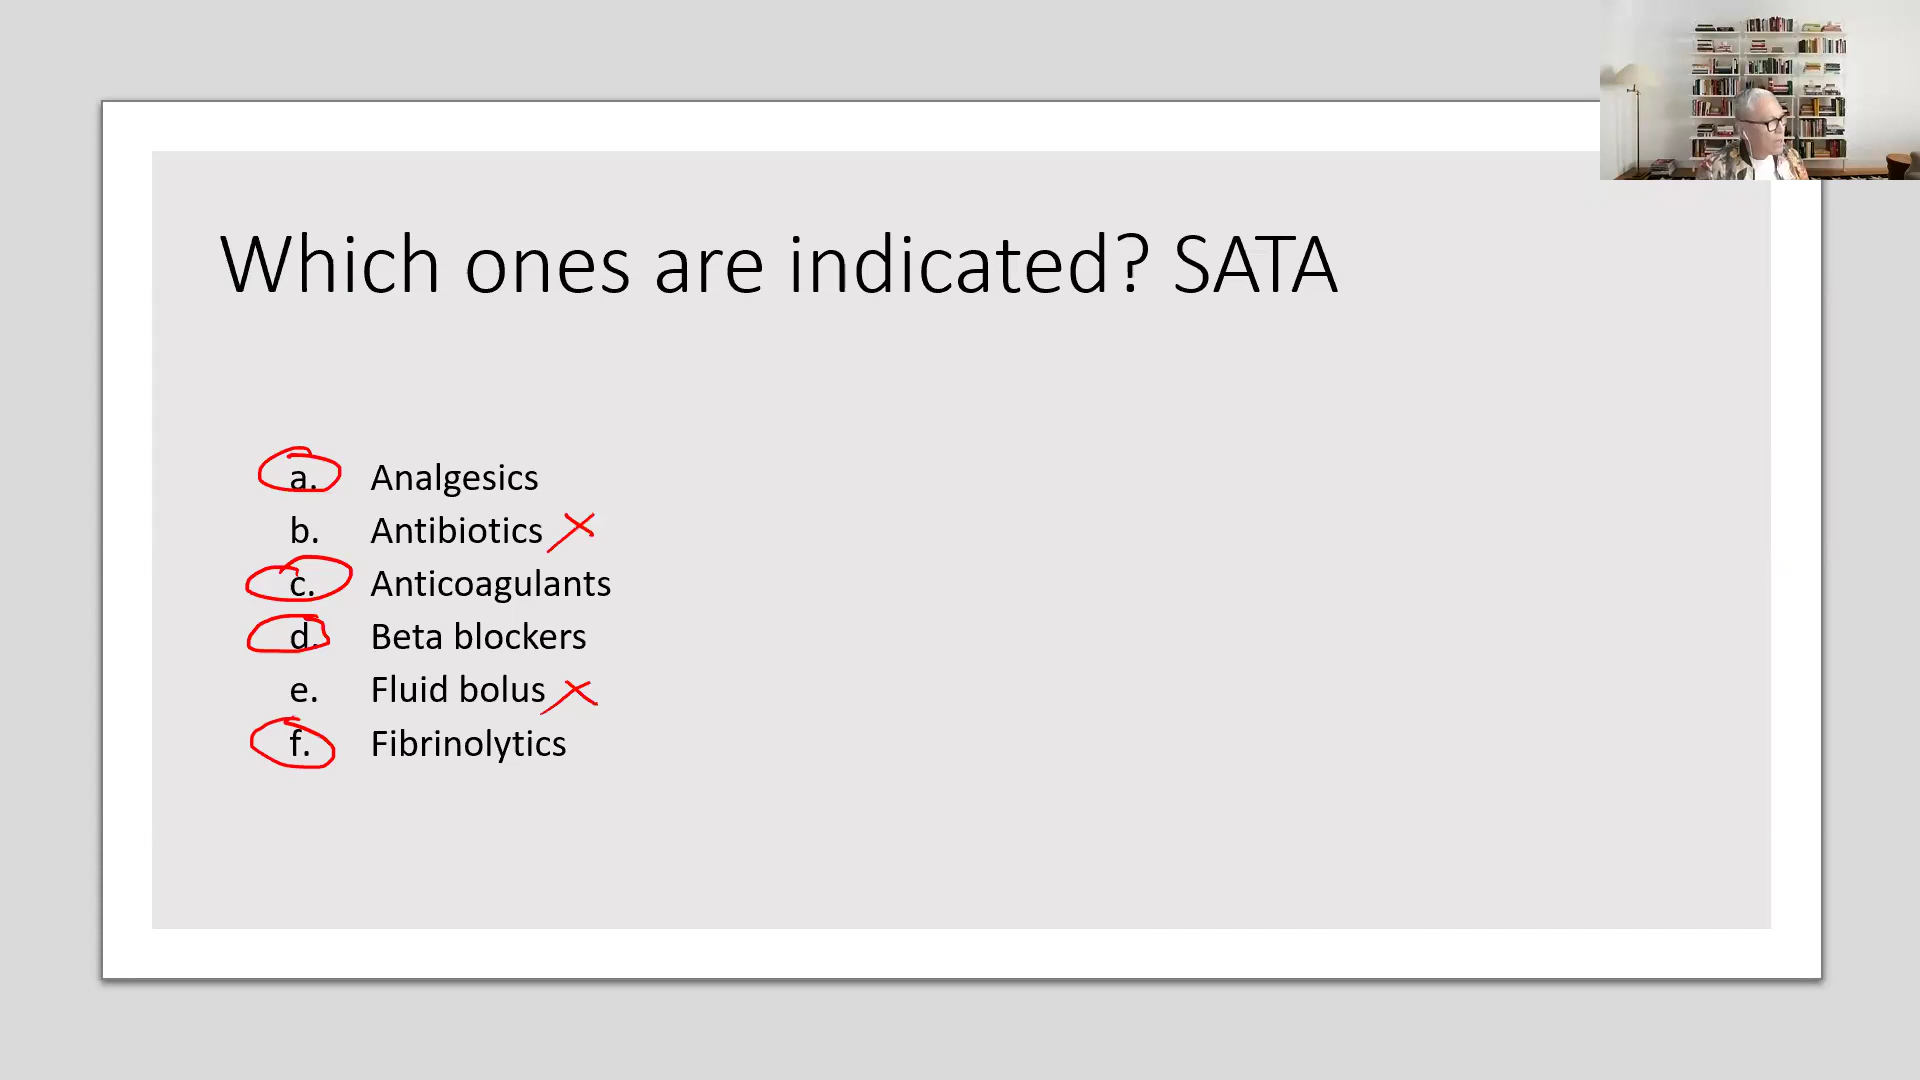 Which ones are indicated? SATA
a. Analgesics
b. Antibiotics
c. Anticoagulants
d. Beta blockers
e. Fluid bolus
f. Fibrinolytics